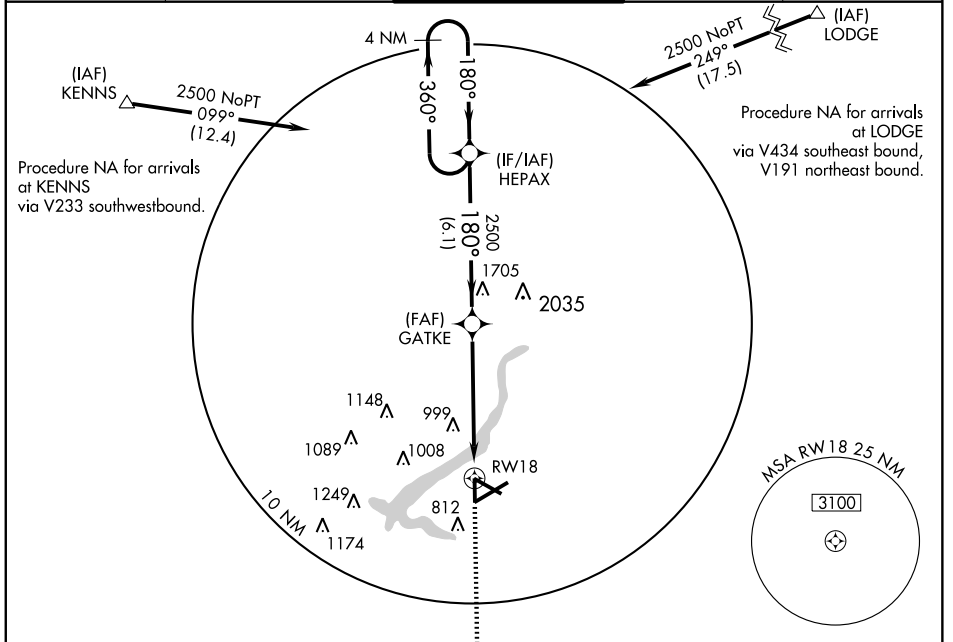 4 NM
180°
360°
(IAF)
LODGE
2500 NoPT
249°
(17.5)
(IAF)
KENNS
2500 NoPT
099°
(12.4)
Procedure NA for arrivals
at KENNS
via V233 southwestbound.
Procedure NA for arrivals
at LODGE
via V434 southeast bound,
V191 northeast bound.
(IF/IAF)
HEPAX
2500
180°
(6.1)
1705
2035
(FAF)
GATKE
1148
999
1089
1008
RW18
1249
812
1174
10 NM
MSA RW18 25 NM
3100